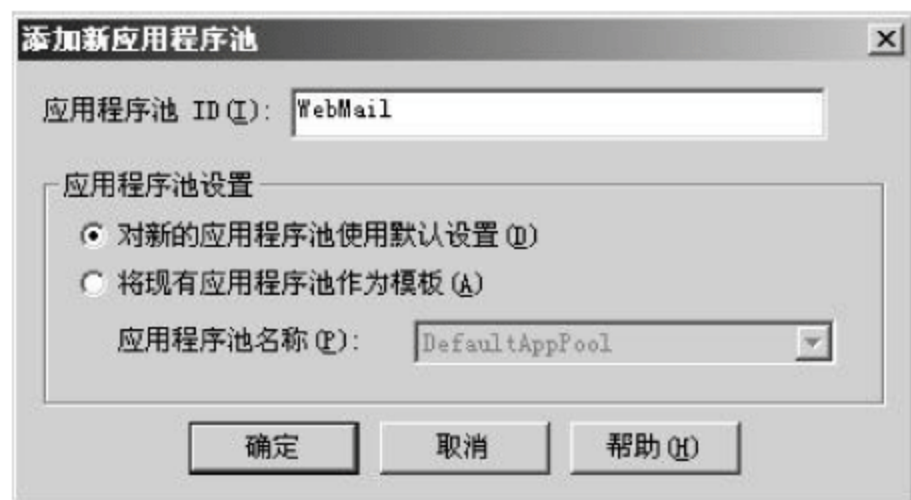 添加新应用程序池
应用程序池 ID(I): WebMail
应用程序池设置
对新的应用程序池使用默认设置(D)
将现有应用程序池作为模板(A)
应用程序池名称(P): DefaultAppPool
确定 取消 帮助(H)